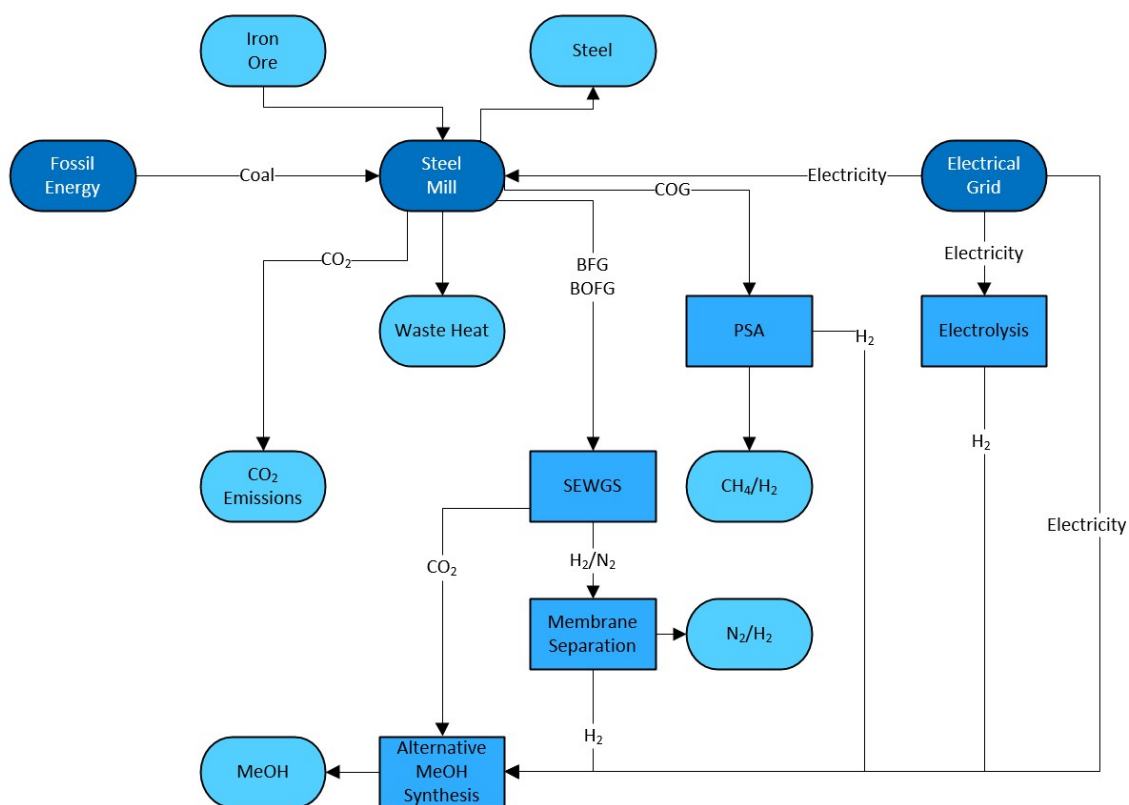 Iron
Ore
Steel
Fossil
Energy
Coal
Steel
Mill
Electricity
Electrical
Grid
COG
CO₂
BFG
BOFG
Electricity
Waste Heat
PSA
H₂
Electrolysis
H₂
CO₂
Emissions
SEWGS
CH₄/H₂
Electricity
CO₂
H₂/N₂
Membrane
Separation
N₂/H₂
H₂
MeOH
Alternative
MeOH
Synthesis